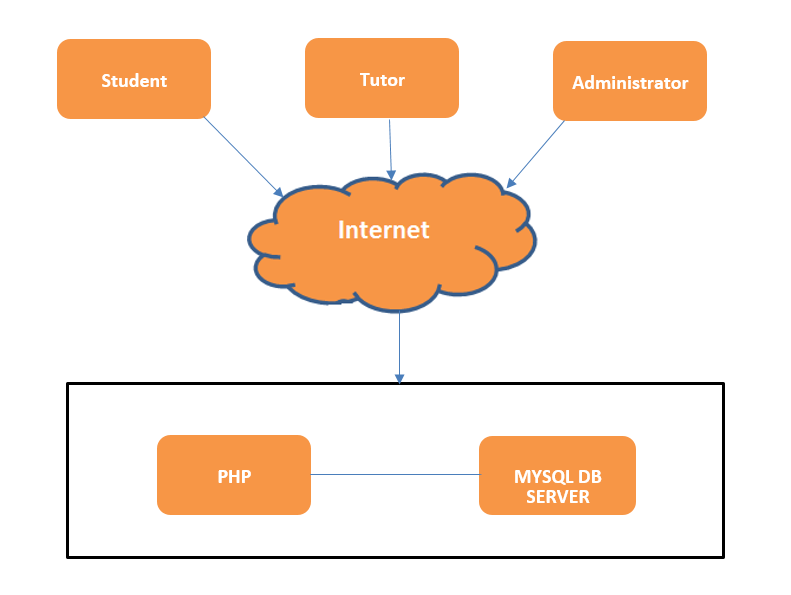 Student
Tutor
Administrator
Internet
PHP
MYSQL DB
SERVER